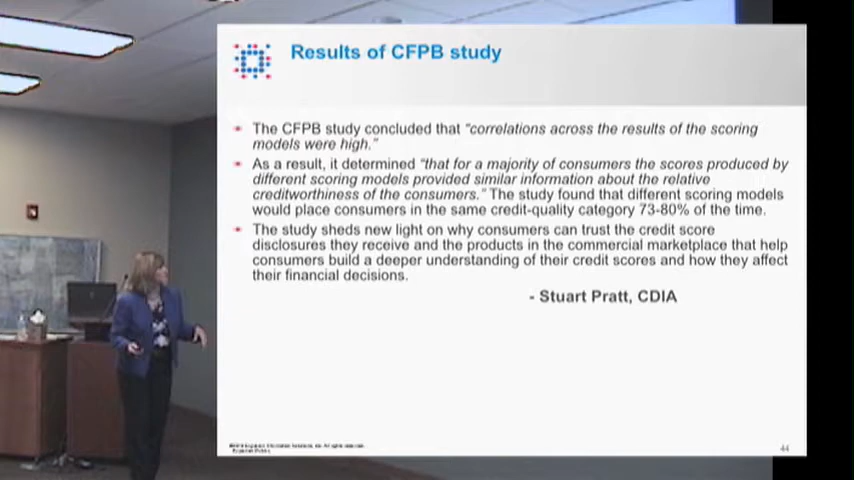 Results of CFPB study
• The CFPB study concluded that "correlations across the results of the scoring
models were high."
• As a result, it determined "that for a majority of consumers the scores produced by
different scoring models provided similar information about the relative
creditworthiness of the consumers." The study found that different scoring models
would place consumers in the same credit-quality category 73-80% of the time.
• The study sheds new light on why consumers can trust the credit score
disclosures they receive and the products in the commercial marketplace that help
consumers build a deeper understanding of their credit scores and how they affect
their financial decisions.
- Stuart Pratt, CDIA
44